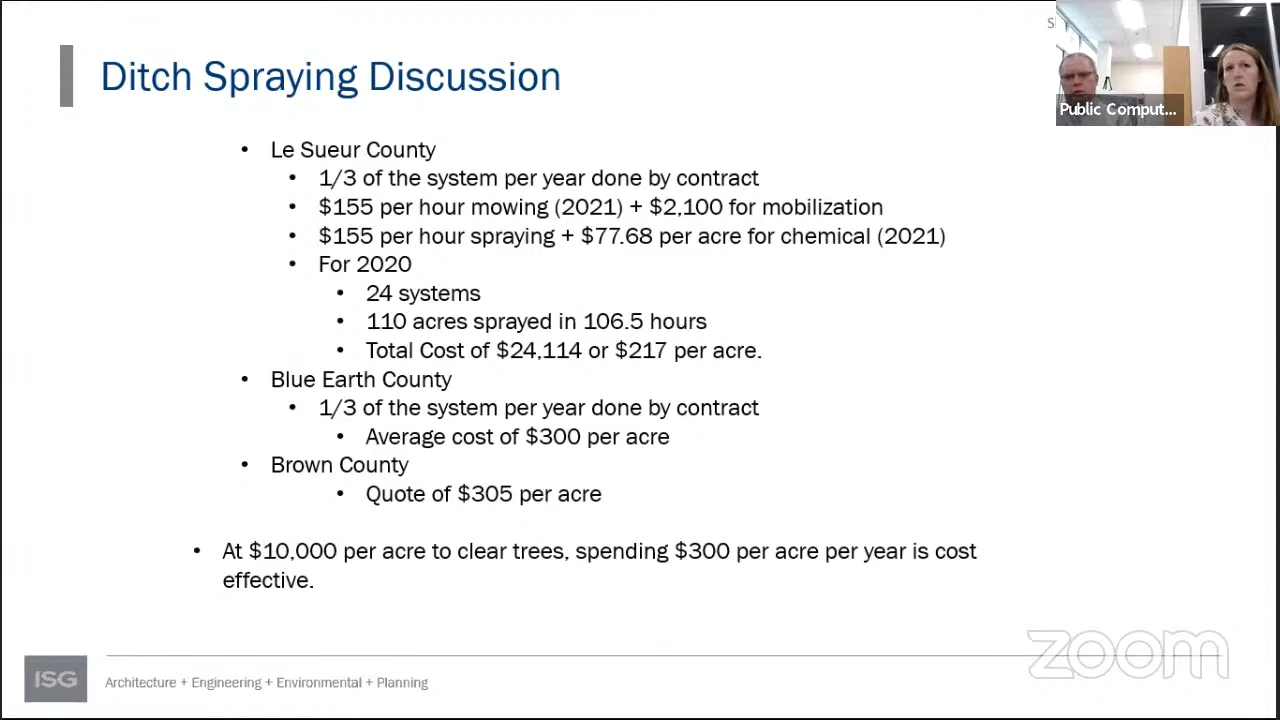 Ditch Spraying Discussion
Public Comput...
• Le Sueur County
• 1/3 of the system per year done by contract
• $155 per hour mowing (2021) + $2,100 for mobilization
• $155 per hour spraying + $77.68 per acre for chemical (2021)
• For 2020
• 24 systems
• 110 acres sprayed in 106.5 hours
• Total Cost of $24,114 or $217 per acre.
• Blue Earth County
• 1/3 of the system per year done by contract
• Average cost of $300 per acre
• Brown County
• Quote of $305 per acre
• At $10,000 per acre to clear trees, spending $300 per acre per year is cost
effective.
zoom
ISG
Architecture + Engineering + Environmental + Planning